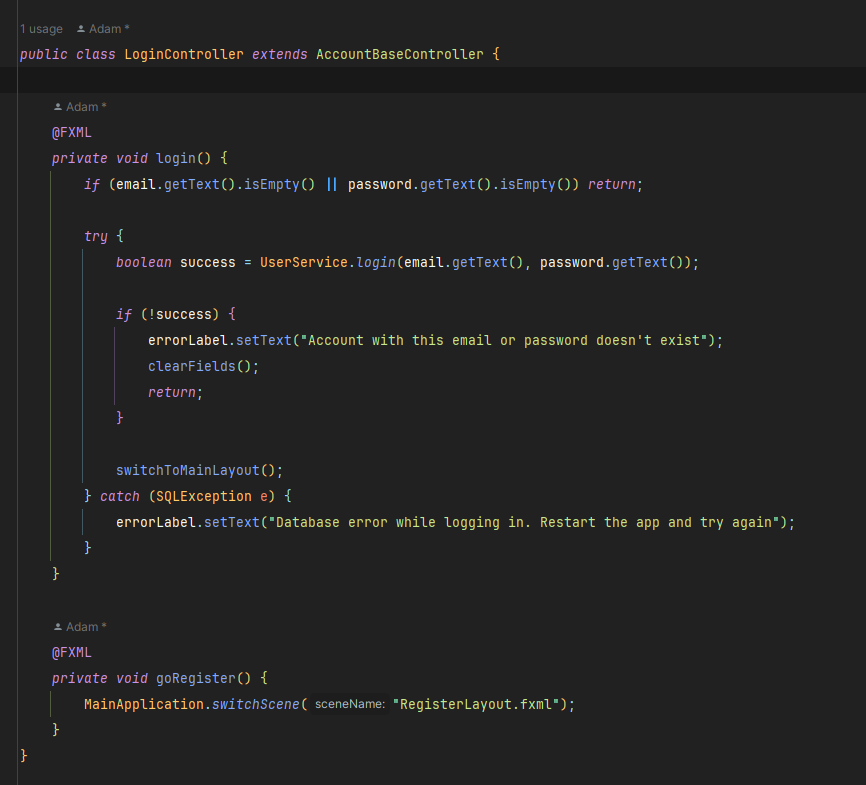 1 usage Adam *
public class LoginController extends AccountBaseController {
Adam *
@FXML
private void login() {
if (email.getText().isEmpty() || password.getText().isEmpty()) return;
try {
boolean success = UserService.login(email.getText(), password.getText());
if (!success) {
errorLabel.setText("Account with this email or password doesn't exist");
clearFields();
return;
}
switchToMainLayout();
} catch (SQLException e) {
errorLabel.setText("Database error while logging in. Restart the app and try again");
}
}
Adam *
@FXML
private void goRegister() {
MainApplication.switchScene( sceneName: "RegisterLayout.fxml");
}
}